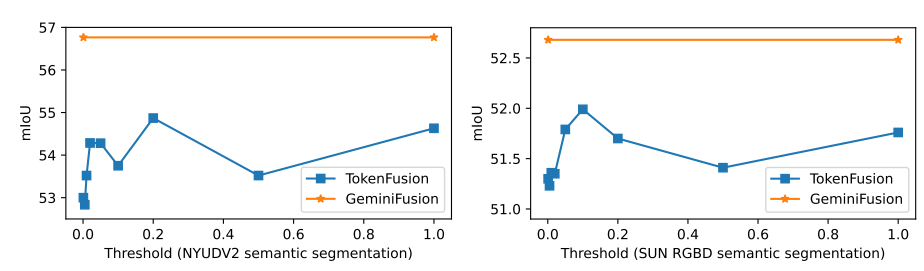 57
56
55
54
53
mIoU
0.0 0.2 0.4 0.6 0.8 1.0
Threshold (NYUDV2 semantic segmentation)
TokenFusion
GeminiFusion
52.5
52.0
51.5
51.0
mIoU
0.0 0.2 0.4 0.6 0.8 1.0
Threshold (SUN RGBD semantic segmentation)
TokenFusion
GeminiFusion